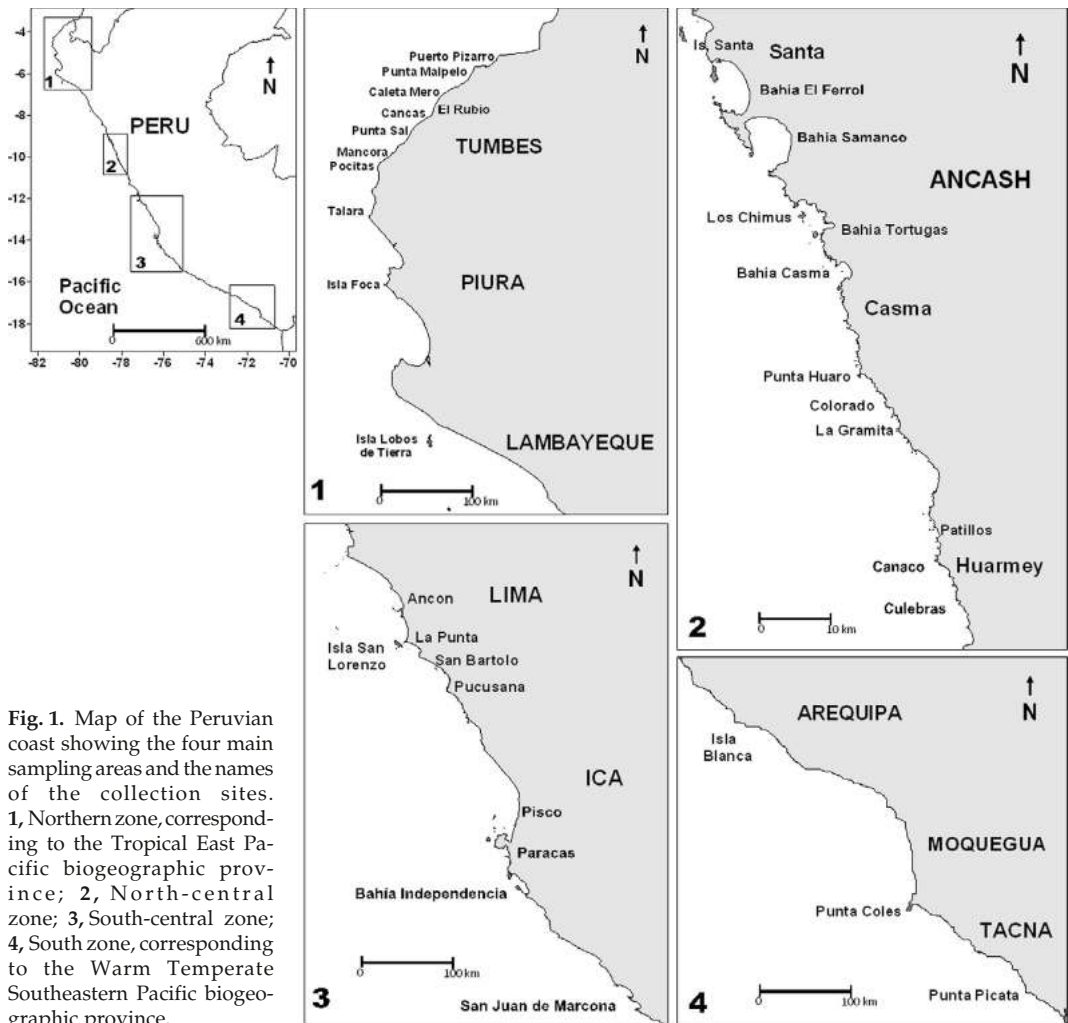 -4
-6
-8
-10
-12
-14
-16
-18
-82
-80
-78
-76
-74
-72
-70
1
2
3
4
PERU
N
Pacific
Ocean
0
600 km
N
Puerto Pizarro
Punta Malpelo
Caleta Mero
El Rubio
Cancas
Punta Sal
TUMBES
Mancora
Pocitas
Talara
Isla Foca
PIURA
Isla Lobos
de Tierra
LAMBAYEQUE
1
0
100 km
Is. Santa
Santa
N
Bahia El Ferrol
Bahia Samanco
ANCASH
Los Chimus
Bahia Tortugas
Bahia Casma
Casma
Punta Huaro
Colorado
La Gramita
Patillos
Canaco
Huarmey
Culebras
2
0
10 km
N
LIMA
Ancon
La Punta
Isla San
Lorenzo
San Bartolo
Pucusana
ICA
Pisco
Paracas
Bahía Independencia
3
0
100 km
San Juan de Marcona
N
AREQUIPA
Isla
Blanca
MOQUEGUA
Punta Coles
TACNA
Punta Picata
4
0
100 km
Fig. 1. Map of the Peruvian
coast showing the four main
sampling areas and the names
of the collection sites.
1, Northern zone, correspond-
ing to the Tropical East Pa-
cific biogeographic prov-
ince; 2, North-central
zone; 3, South-central zone;
4, South zone, corresponding
to the Warm Temperate
Southeastern Pacific biogeo-
graphic province.